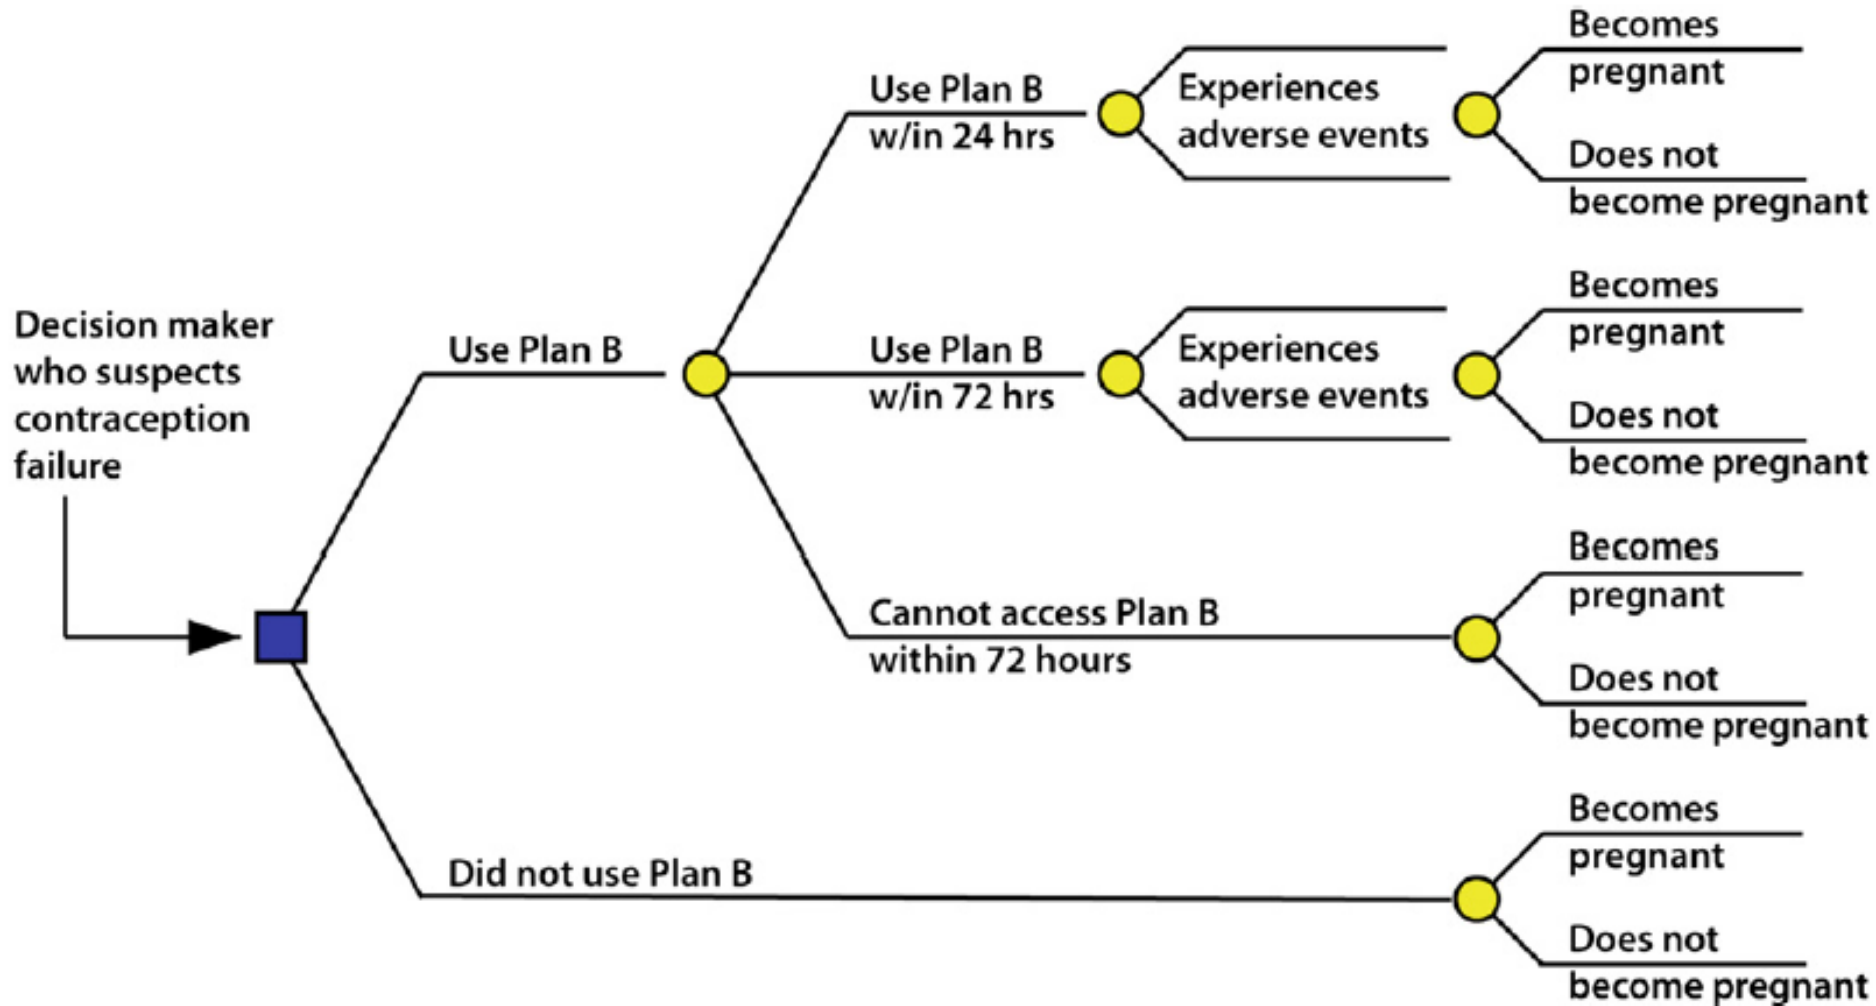 Decision maker
who suspects
contraception
failure
Use Plan B
Did not use Plan B
Use Plan B
w/in 24 hrs
Use Plan B
w/in 72 hrs
Cannot access Plan B
within 72 hours
Experiences
adverse events
Experiences
adverse events
Becomes
pregnant
Does not
become pregnant
Becomes
pregnant
Does not
become pregnant
Becomes
pregnant
Does not
become pregnant
Becomes
pregnant
Does not
become pregnant